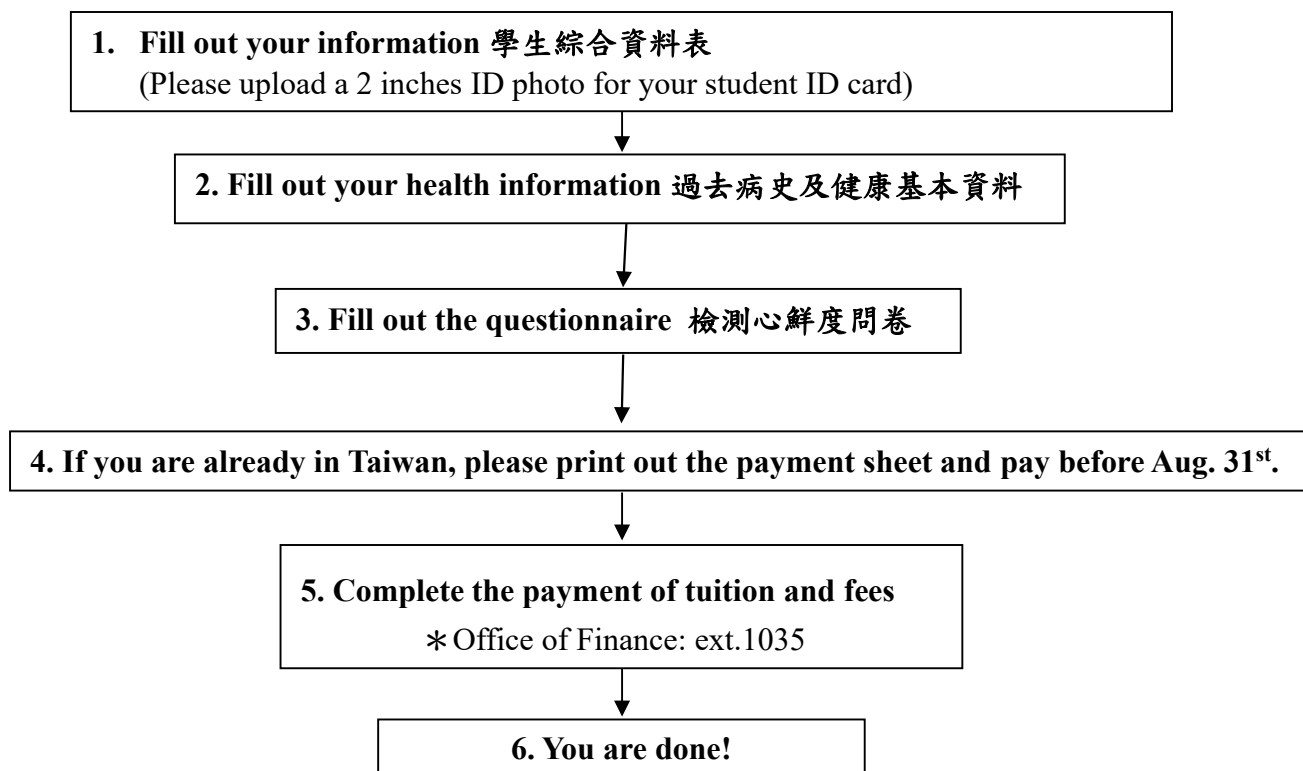 1. Fill out your information 學生綜合資料表
(Please upload a 2 inches ID photo for your student ID card)
2. Fill out your health information 過去病史及健康基本資料
3. Fill out the questionnaire 檢測心鮮度問卷
4. If you are already in Taiwan, please print out the payment sheet and pay before Aug. 31st.
5. Complete the payment of tuition and fees
＊Office of Finance: ext.1035
6. You are done!